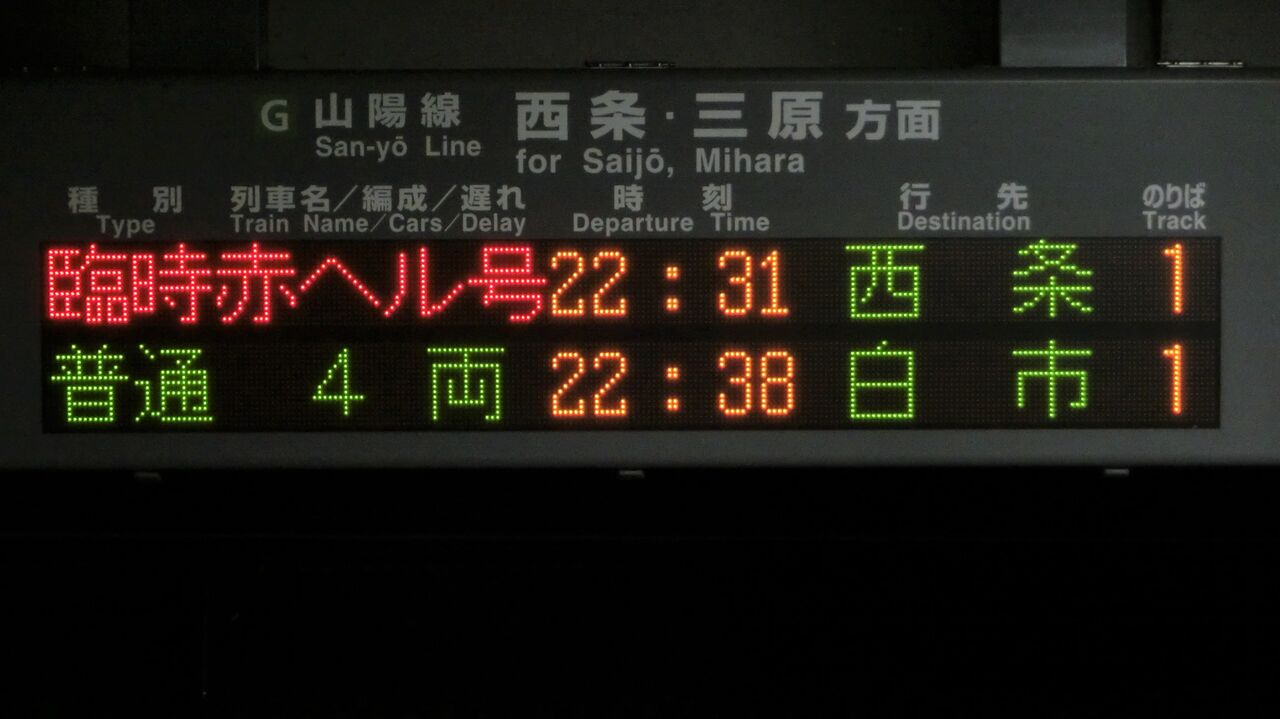 G 山陽線 西条・三原方面
San-yō Line for Saijō, Mihara
種別 列車名／編成／遅れ 時刻 行先 のりば
Type Train Name／Cars／Delay Departure Time Destination Track
臨時赤ヘル号 22:31 西条 1
普通 4両 22:38 白市 1